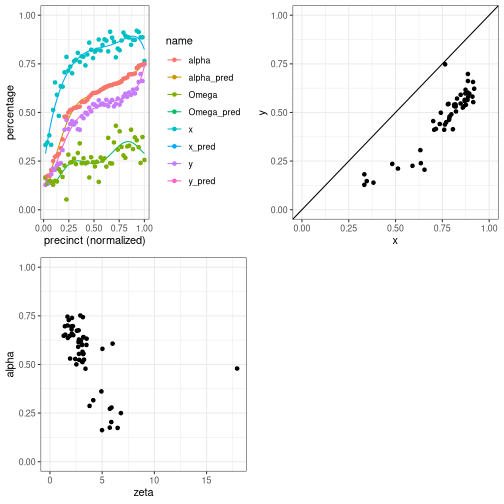 1.00
0.75
0.50
0.25
0.00
percentage
0.00 0.25 0.50 0.75 1.00
precinct (normalized)
name
alpha
alpha_pred
Omega
Omega_pred
x
x_pred
y
y_pred
1.00
0.75
0.50
0.25
0.00
y
0.00 0.25 0.50 0.75 1.00
x
1.00
0.75
0.50
0.25
0.00
alpha
0 5 10 15
zeta